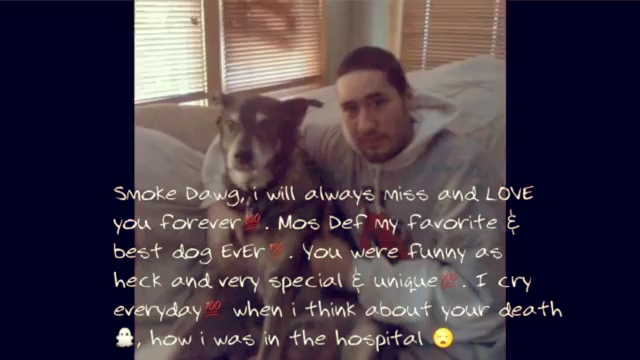 Smoke Dawg, i will always miss and LOVE
you forever💯. Mos Def my favorite &
best dog EvEr💯. You were funny as
heck and very special & unique💯. I cry
everyday💯 when i think about your death
👻, how i was in the hospital 😞